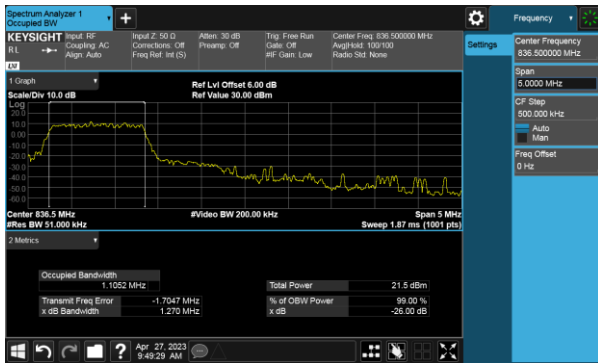 Spectrum Analyzer 1
Occupied BW
Frequency
KEYSIGHT
RL
Input: RF
Coupling: AC
Align: Auto
Input Z: 50 Ω
Corrections: Off
Freq Ref: Int (S)
Atten: 30 dB
Preamp: Off
Trig: Free Run
Gate: Off
#IF Gain: Low
Center Freq: 836.500000 MHz
Avg|Hold: 100/100
Radio Std: None
Settings
Center Frequency
836.500000 MHz
Span
5.0000 MHz
CF Step
500.000 kHz
Auto
Man
Freq Offset
0 Hz
1 Graph
Scale/Div 10.0 dB
Ref Lvl Offset 6.00 dB
Ref Value 30.00 dBm
Log
20.0
10.0
0.00
-10.0
-20.0
-30.0
-40.0
-50.0
-60.0
Center 836.5 MHz
#Res BW 51.000 kHz
#Video BW 200.00 kHz
Span 5 MHz
Sweep 1.87 ms (1001 pts)
2 Metrics
Occupied Bandwidth
1.1052 MHz
Total Power 21.5 dBm
Transmit Freq Error -1.7047 MHz
% of OBW Power 99.00 %
x dB Bandwidth 1.270 MHz
x dB -26.00 dB
?
Apr 27, 2023
9:49:29 AM